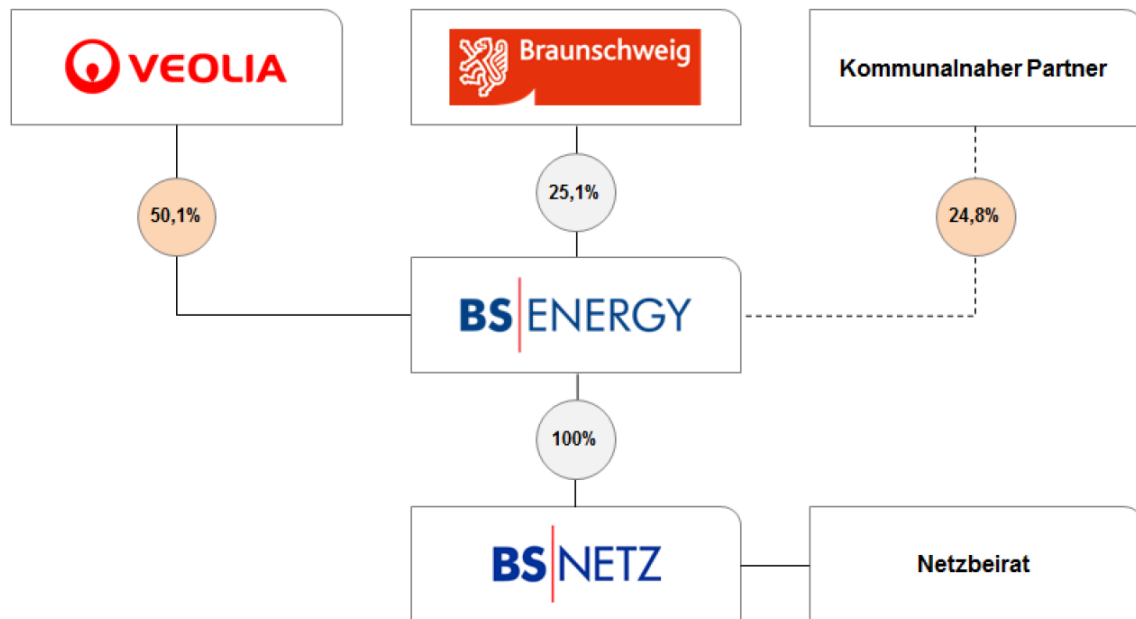 VEOLIA
Braunschweig
Kommunalnaher Partner
50,1%
25,1%
24,8%
BS|ENERGY
100%
BS|NETZ
Netzbeirat